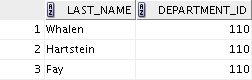 LAST_NAME DEPARTMENT_ID
1 Whalen 110
2 Hartstein 110
3 Fay 110